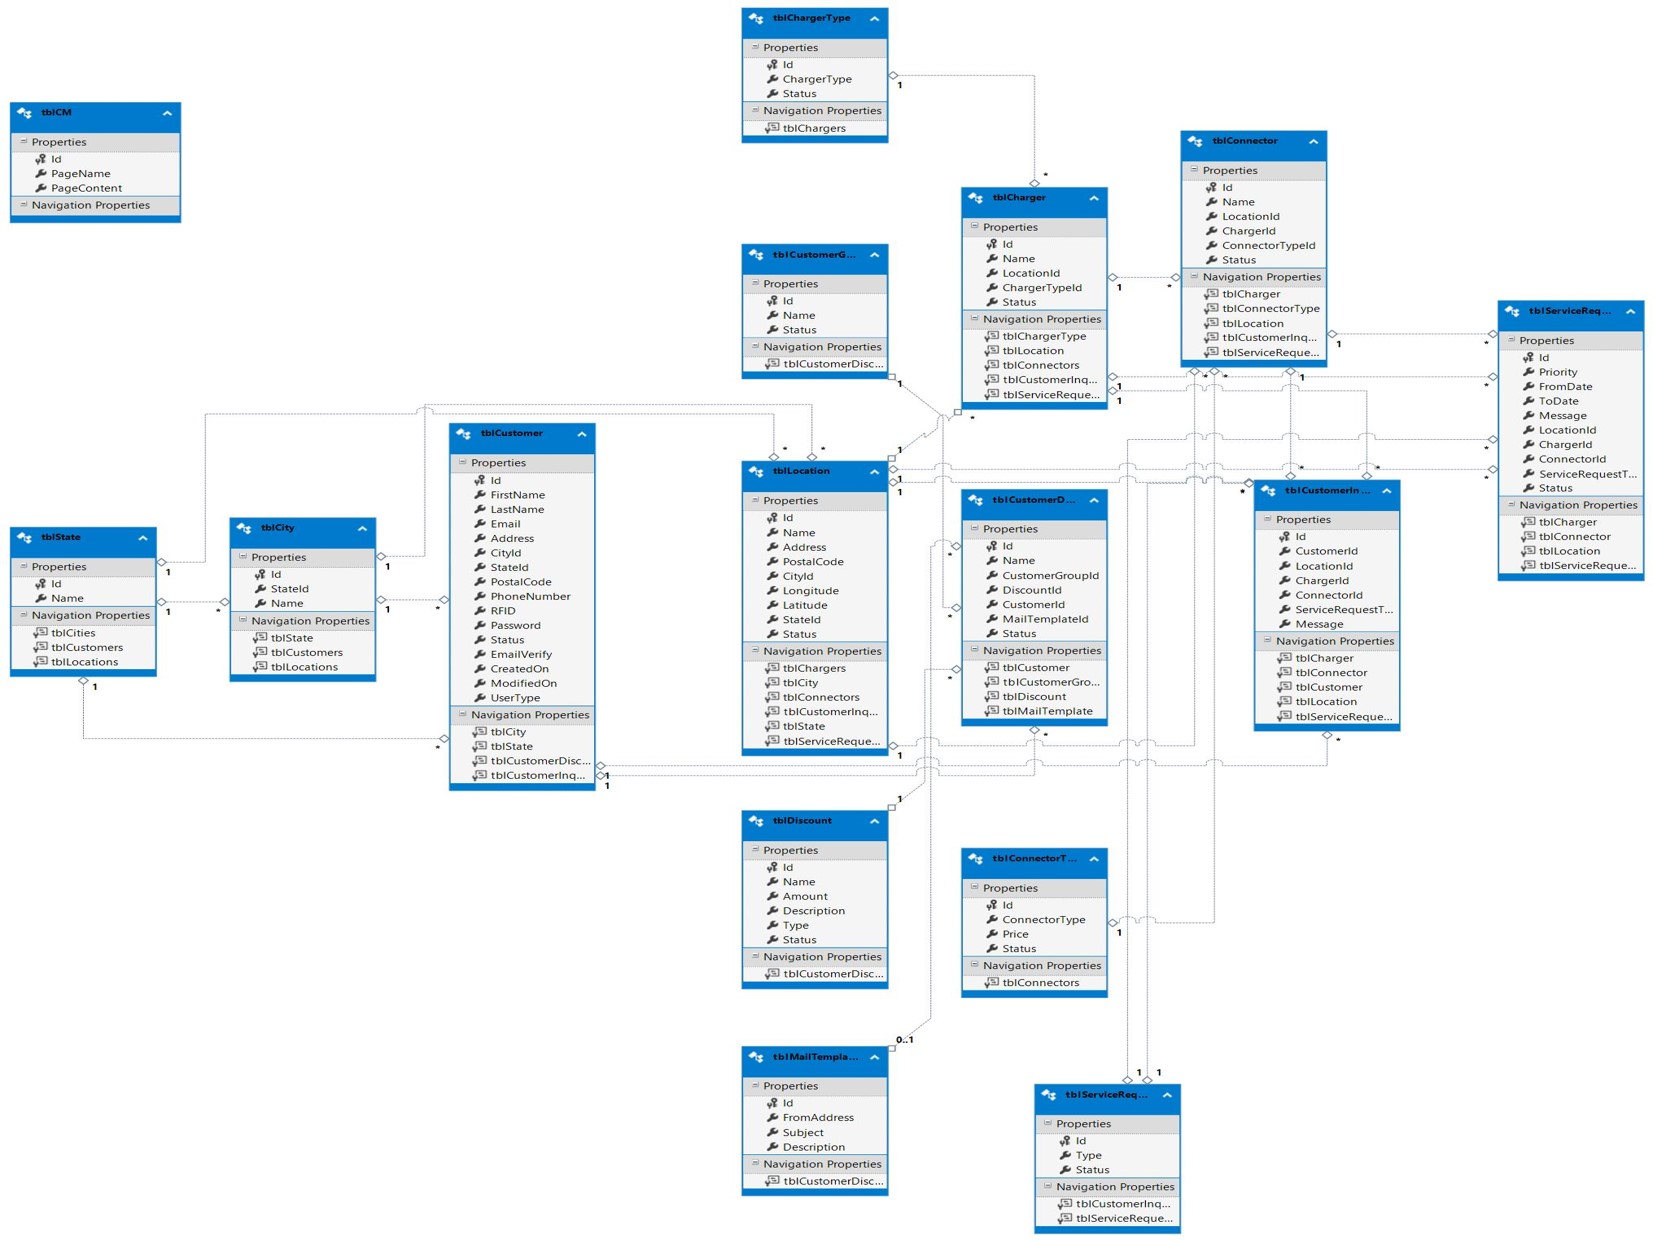 tblChargerType
Properties
Id
ChargerType
Status
Navigation Properties
tblChargers
1
*
tblCM
Properties
Id
PageName
PageContent
Navigation Properties
tblConnector
Properties
Id
Name
LocationId
ChargerId
ConnectorTypeId
Status
Navigation Properties
tblCharger
tblConnectorType
tblLocation
tblCustomerInq...
tblServiceReque...
tblCharger
Properties
Id
Name
LocationId
ChargerTypeId
Status
Navigation Properties
tblChargerType
tblLocation
tblConnectors
tblCustomerInq...
tblServiceReque...
1
*
1
1
*
*
1
1
*
*
tblCustomerG...
Properties
Id
Name
Status
Navigation Properties
tblCustomerDisc...
1
*
1
tblServiceReq...
Properties
Id
Priority
FromDate
ToDate
Message
LocationId
ChargerId
ConnectorId
ServiceRequestT...
Status
Navigation Properties
tblCharger
tblConnector
tblLocation
tblServiceReque...
*
*
tblCustomer
Properties
Id
FirstName
LastName
Email
Address
CityId
StateId
PostalCode
PhoneNumber
RFID
Password
Status
EmailVerify
CreatedOn
ModifiedOn
UserType
Navigation Properties
tblCity
tblState
tblCustomerDisc...
tblCustomerInq...
1
1
*
*
tblLocation
Properties
Id
Name
Address
PostalCode
CityId
Longitude
Latitude
StateId
Status
Navigation Properties
tblChargers
tblCity
tblConnectors
tblCustomerInq...
tblState
tblServiceReque...
*
*
1
1
1
tblCustomerD...
Properties
Id
Name
CustomerGroupId
DiscountId
CustomerId
MailTemplateId
Status
Navigation Properties
tblCustomer
tblCustomerGro...
tblDiscount
tblMailTemplate
*
*
*
*
tblCustomerIn...
Properties
Id
CustomerId
LocationId
ChargerId
ConnectorId
ServiceRequestT...
Message
Navigation Properties
tblCharger
tblConnector
tblCustomer
tblLocation
tblServiceReque...
*
*
*
*
tblState
Properties
Id
Name
Navigation Properties
tblCities
tblCustomers
tblLocations
1
1
1
*
tblCity
Properties
Id
StateId
Name
Navigation Properties
tblState
tblCustomers
tblLocations
1
1
tblDiscount
Properties
Id
Name
Amount
Description
Type
Status
Navigation Properties
tblCustomerDisc...
1
tblConnectorT...
Properties
Id
ConnectorType
Price
Status
Navigation Properties
tblConnectors
1
tblMailTempla...
Properties
Id
FromAddress
Subject
Description
Navigation Properties
tblCustomerDisc...
0..1
tblServiceReq...
Properties
Id
Type
Status
Navigation Properties
tblCustomerInq...
tblServiceReque...
1
1